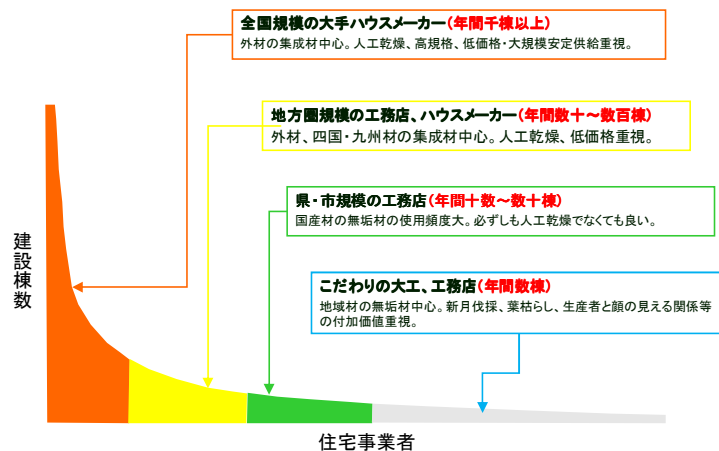 全国規模の大手ハウスメーカー(年間千棟以上)
外材の集成材中心。人工乾燥、高規格、低価格・大規模安定供給重視。
地方圏規模の工務店、ハウスメーカー(年間数十～数百棟)
外材、四国・九州材の集成材中心。人工乾燥、低価格重視。
県・市規模の工務店(年間十数～数十棟)
国産材の無垢材の使用頻度大。必ずしも人工乾燥でなくても良い。
こだわりの大工、工務店(年間数棟)
地域材の無垢材中心。新月伐採、葉枯らし、生産者と顔の見える関係等
の付加価値重視。
建設棟数
住宅事業者